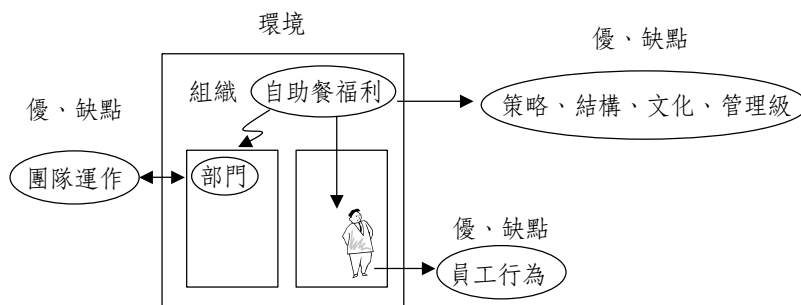 環境
優、缺點
組織
自助餐福利
策略、結構、文化、管理級
優、缺點
團隊運作
部門
優、缺點
員工行為